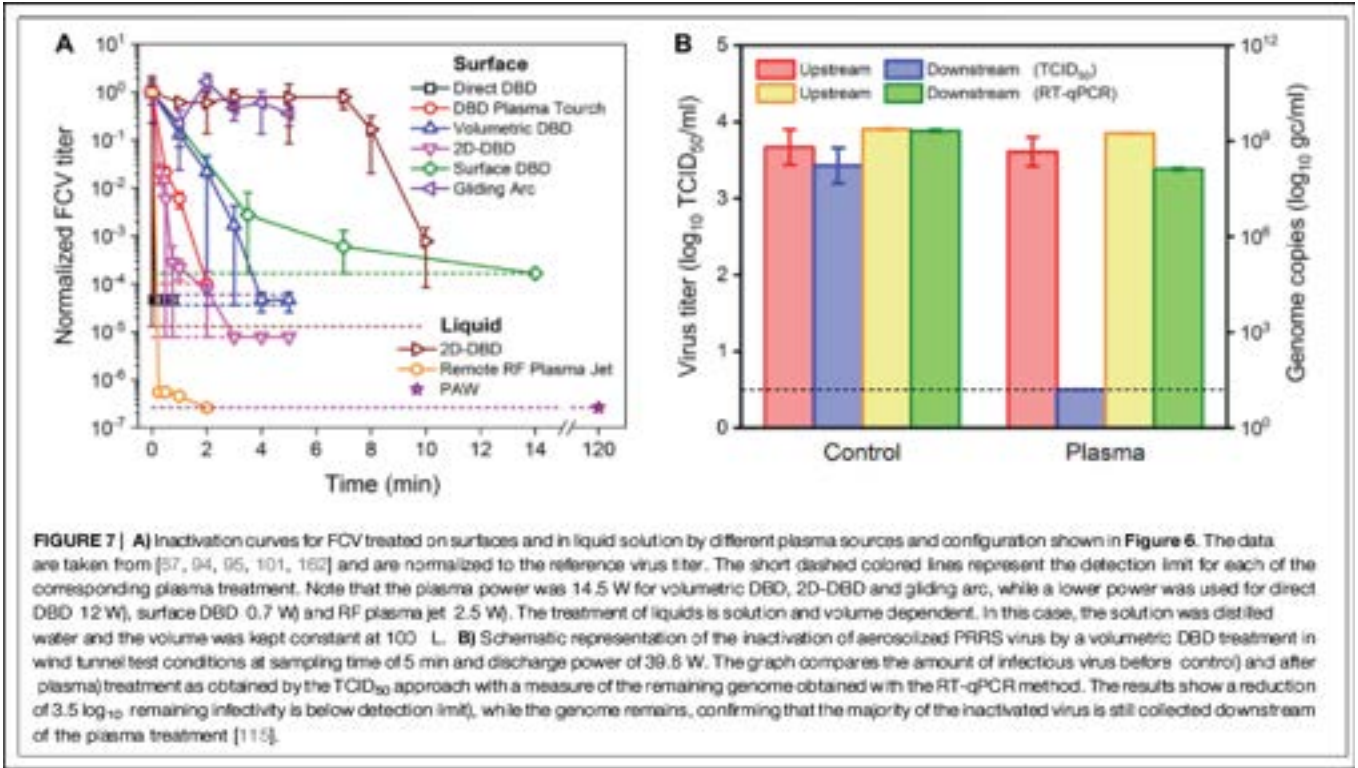 A
B
10¹
10⁰
10⁻¹
10⁻²
10⁻³
10⁻⁴
10⁻⁵
10⁻⁶
10⁻⁷
Normalized FCV titer
Surface
Direct DBD
DBD Plasma Tourch
Volumetric DBD
2D-DBD
Surface DBD
Gliding Arc
Liquid
2D-DBD
Remote RF Plasma Jet
PAW
0 2 4 6 8 10 12 14 120
Time (min)
5
4
3
2
1
0
Virus titer (log₁₀ TCID₅₀/ml)
Upstream Downstream (TCID₅₀)
Upstream Downstream (RT-qPCR)
Control Plasma
10¹²
10⁹
10⁶
10³
10⁰
Genome copies (log₁₀ gc/ml)
FIGURE 7 | A) Inactivation curves for FCV treated on surfaces and in liquid solution by different plasma sources and configuration shown in Figure 6. The data
are taken from [87, 94, 95, 101, 162] and are normalized to the reference virus titer. The short dashed colored lines represent the detection limit for each of the
corresponding plasma treatment. Note that the plasma power was 14.5 W for volumetric DBD, 2D-DBD and gliding arc, while a lower power was used for direct
DBD 12 W), surface DBD 0.7 W) and RF plasma jet 2.5 W). The treatment of liquids is solution and volume dependent. In this case, the solution was distilled
water and the volume was kept constant at 100 L. B) Schematic representation of the inactivation of aerosolized PRRS virus by a volumetric DBD treatment in
wind tunnel test conditions at sampling time of 5 min and discharge power of 39.6 W. The graph compares the amount of infectious virus before control) and after
plasma) treatment as obtained by the TCID₅₀ approach with a measure of the remaining genome obtained with the RT-qPCR method. The results show a reduction
of 3.5 log₁₀ remaining infectivity is below detection limit), while the genome remains, confirming that the majority of the inactivated virus is still collected downstream
of the plasma treatment [115].